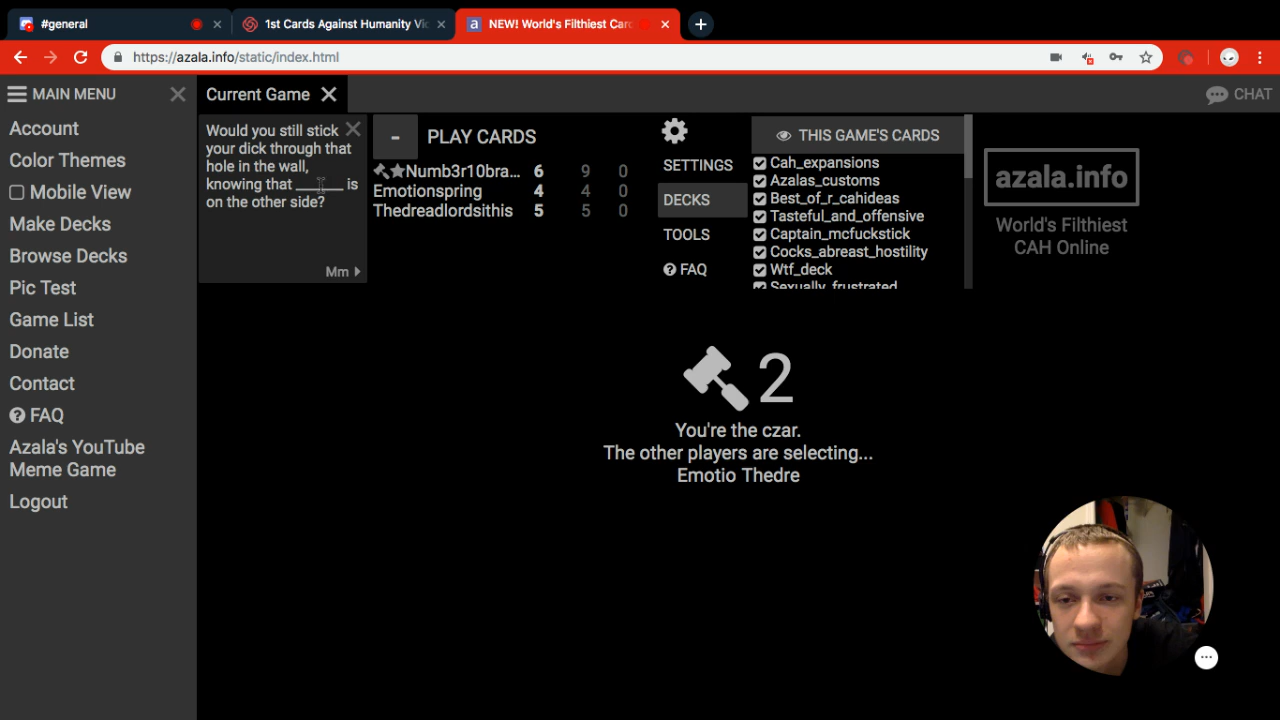 #general
1st Cards Against Humanity Vic
NEW! World's Filthiest Car
https://azala.info/static/index.html
MAIN MENU
Current Game
CHAT
Account
Color Themes
Mobile View
Make Decks
Browse Decks
Pic Test
Game List
Donate
Contact
FAQ
Azala's YouTube
Meme Game
Logout
Would you still stick
your dick through that
hole in the wall,
knowing that _____ is
on the other side?
Mm
- PLAY CARDS
Numb3r10bra... 6 9 0
Emotionspring 4 4 0
Thedreadlordsithis 5 5 0
SETTINGS
DECKS
TOOLS
FAQ
THIS GAME'S CARDS
Cah_expansions
Azalas_customs
Best_of_r_cahideas
Tasteful_and_offensive
Captain_mcfuckstick
Cocks_abreast_hostility
Wtf_deck
Sexually_frustrated
azala.info
World's Filthiest
CAH Online
2
You're the czar.
The other players are selecting...
Emotio Thedre